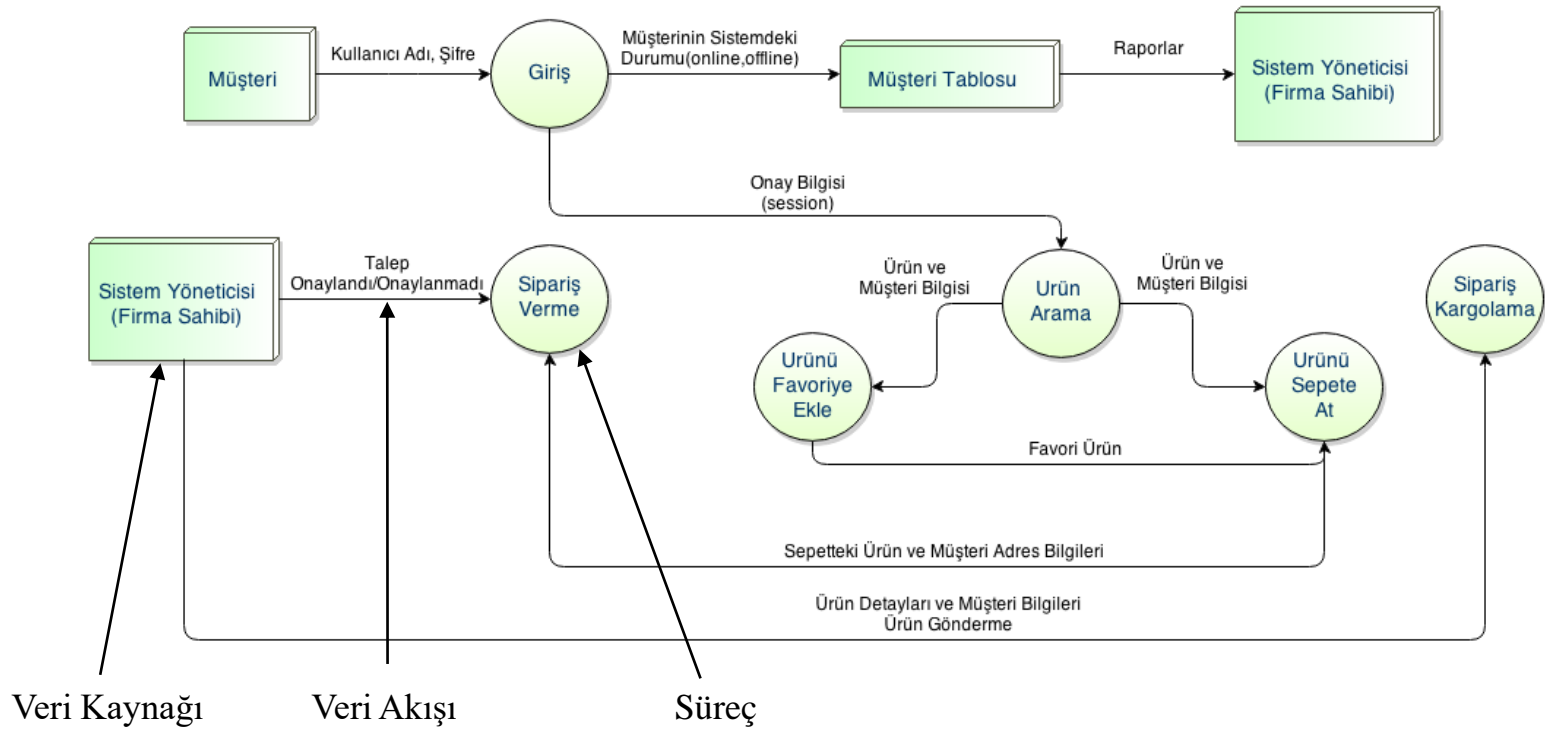 Müşteri
Kullanıcı Adı, Şifre
Giriş
Müşterinin Sistemdeki
Durumu(online,offline)
Müşteri Tablosu
Raporlar
Sistem Yöneticisi
(Firma Sahibi)
Onay Bilgisi
(session)
Sistem Yöneticisi
(Firma Sahibi)
Talep
Onaylandı/Onaylanmadı
Sipariş
Verme
Ürün ve
Müşteri Bilgisi
Urün
Arama
Ürün ve
Müşteri Bilgisi
Sipariş
Kargolama
Urünü
Favoriye
Ekle
Urünü
Sepete
At
Favori Ürün
Sepetteki Ürün ve Müşteri Adres Bilgileri
Ürün Detayları ve Müşteri Bilgileri
Ürün Gönderme
Veri Kaynağı
Veri Akışı
Süreç